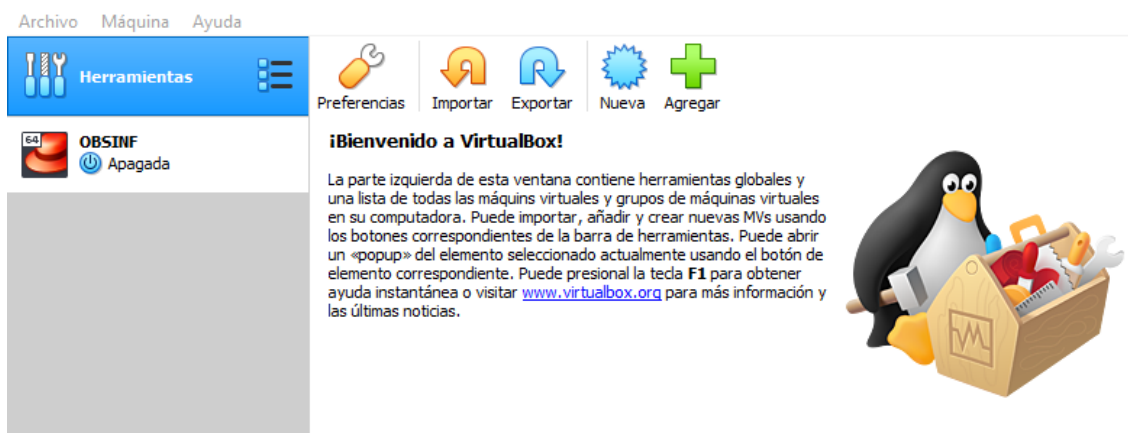 Archivo Máquina Ayuda
Herramientas
Preferencias Importar Exportar Nueva Agregar
64
OBSINF
Apagada
¡Bienvenido a VirtualBox!
La parte izquierda de esta ventana contiene herramientas globales y
una lista de todas las máquins virtuales y grupos de máquinas virtuales
en su computadora. Puede importar, añadir y crear nuevas MVs usando
los botones correspondientes de la barra de herramientas. Puede abrir
un «popup» del elemento seleccionado actualmente usando el botón de
elemento correspondiente. Puede presional la tecla F1 para obtener
ayuda instantánea o visitar www.virtualbox.org para más información y
las últimas noticias.